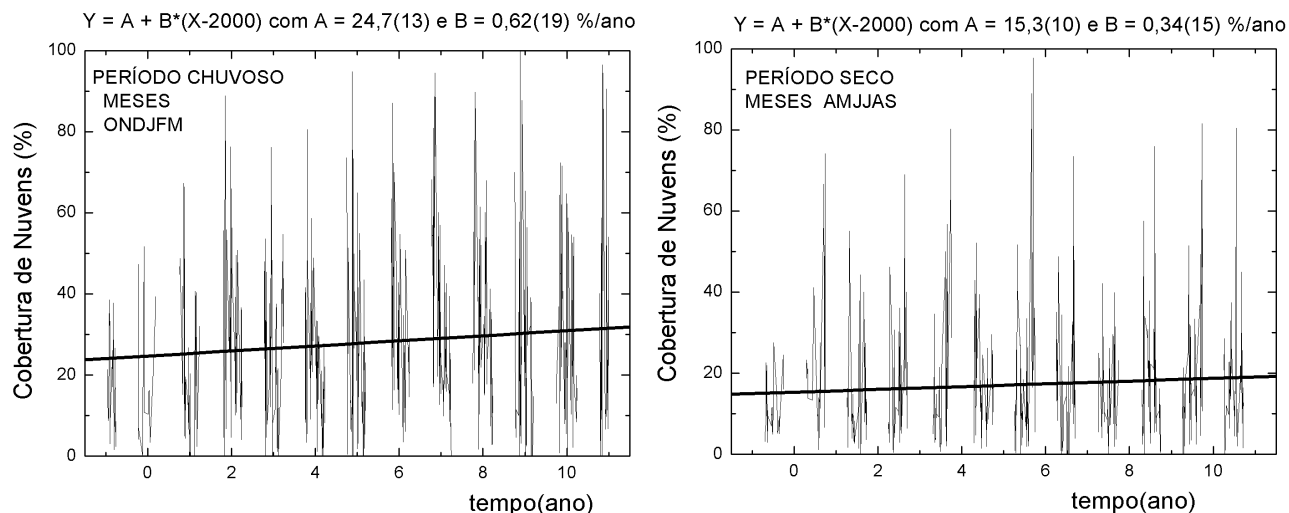 Y = A + B*(X-2000) com A = 24,7(13) e B = 0,62(19) %/ano
PERÍODO CHUVOSO
MESES
ONDJFM
Cobertura de Nuvens (%)
100
80
60
40
20
0
0 2 4 6 8 10
tempo(ano)
Y = A + B*(X-2000) com A = 15,3(10) e B = 0,34(15) %/ano
PERÍODO SECO
MESES AMJJAS
Cobertura de Nuvens (%)
100
80
60
40
20
0
0 2 4 6 8 10
tempo(ano)